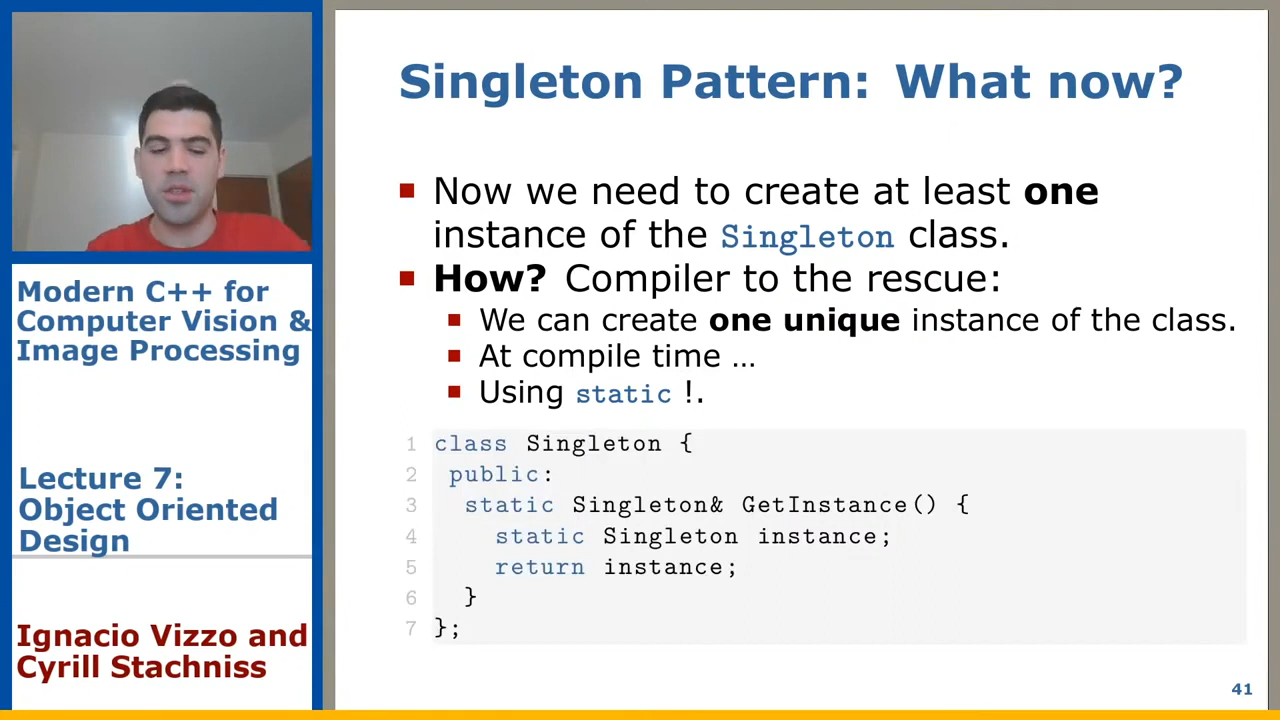 Singleton Pattern: What now?
Now we need to create at least one
instance of the Singleton class.
How? Compiler to the rescue:
We can create one unique instance of the class.
At compile time …
Using static !.
1 class Singleton {
2 public:
3 static Singleton& GetInstance() {
4 static Singleton instance;
5 return instance;
6 }
7 };
41
Modern C++ for
Computer Vision &
Image Processing
Lecture 7:
Object Oriented
Design
Ignacio Vizzo and
Cyrill Stachniss